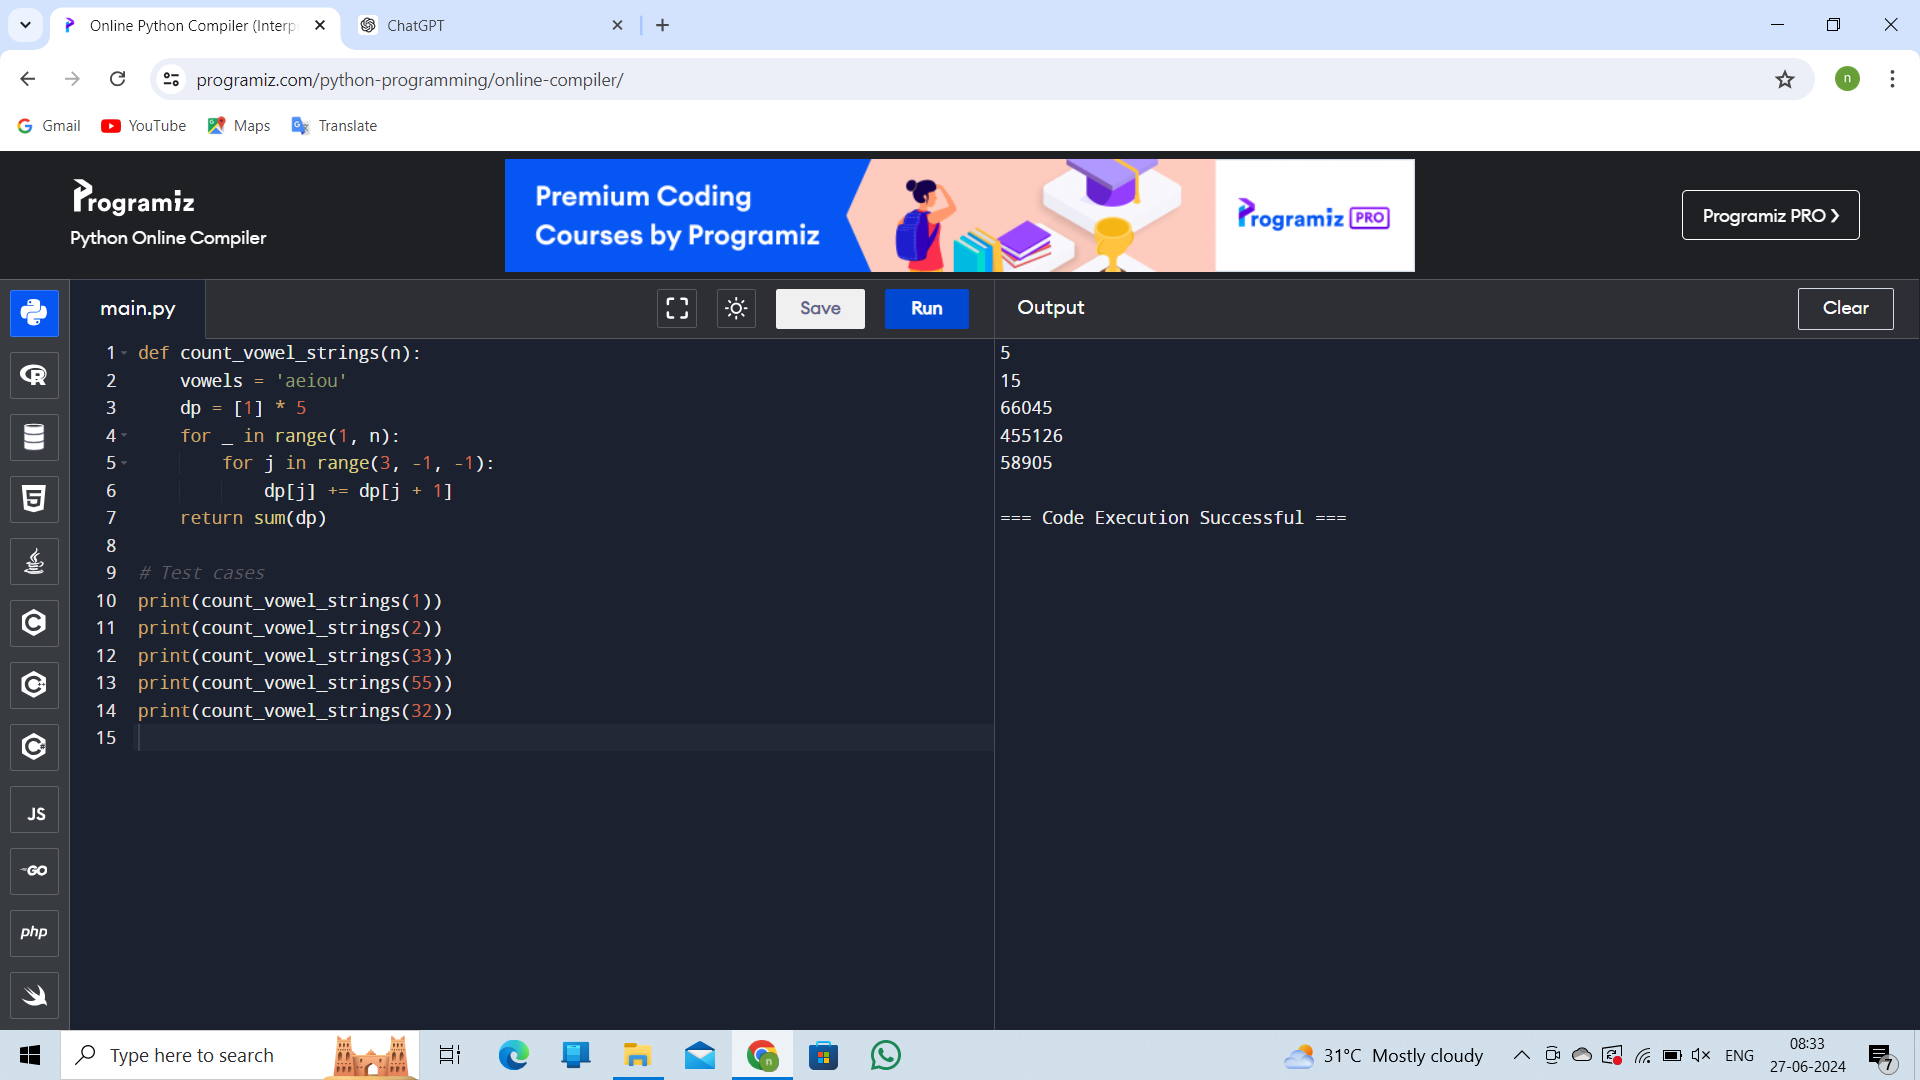 Online Python Compiler (Interp
ChatGPT
programiz.com/python-programming/online-compiler/
n
Gmail
YouTube
Maps
Translate
Programiz
Python Online Compiler
Premium Coding
Courses by Programiz
Programiz PRO
Programiz PRO
main.py
Save
Run
Output
Clear
1 def count_vowel_strings(n):
2     vowels = 'aeiou'
3     dp = [1] * 5
4     for _ in range(1, n):
5         for j in range(3, -1, -1):
6             dp[j] += dp[j + 1]
7     return sum(dp)
8
9 # Test cases
10 print(count_vowel_strings(1))
11 print(count_vowel_strings(2))
12 print(count_vowel_strings(33))
13 print(count_vowel_strings(55))
14 print(count_vowel_strings(32))
15
5
15
66045
455126
58905
=== Code Execution Successful ===
R
5
C
C
C
JS
GO
php
Type here to search
31°C Mostly cloudy
ENG
08:33
27-06-2024
7